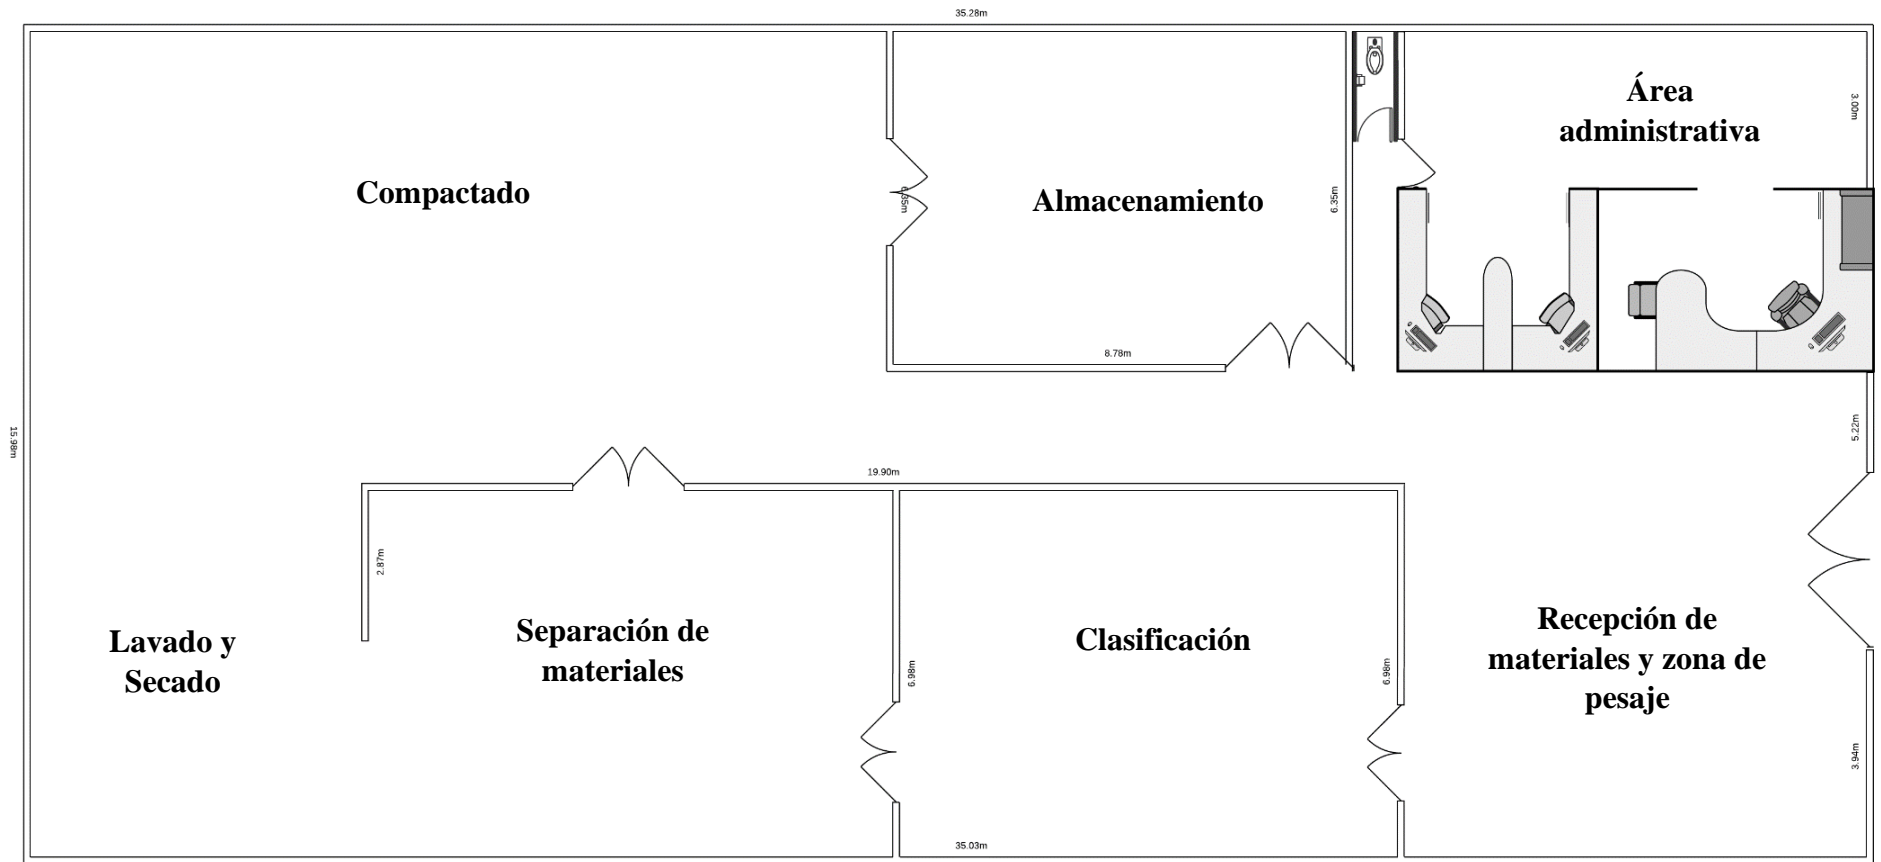 35.28m
Área
administrativa
3.00m
Compactado
Almacenamiento
6.35m
6.35m
8.78m
15.98m
5.22m
19.90m
2.87m
Lavado y
Secado
Separación de
materiales
6.98m
Clasificación
6.98m
Recepción de
materiales y zona de
pesaje
3.94m
35.03m